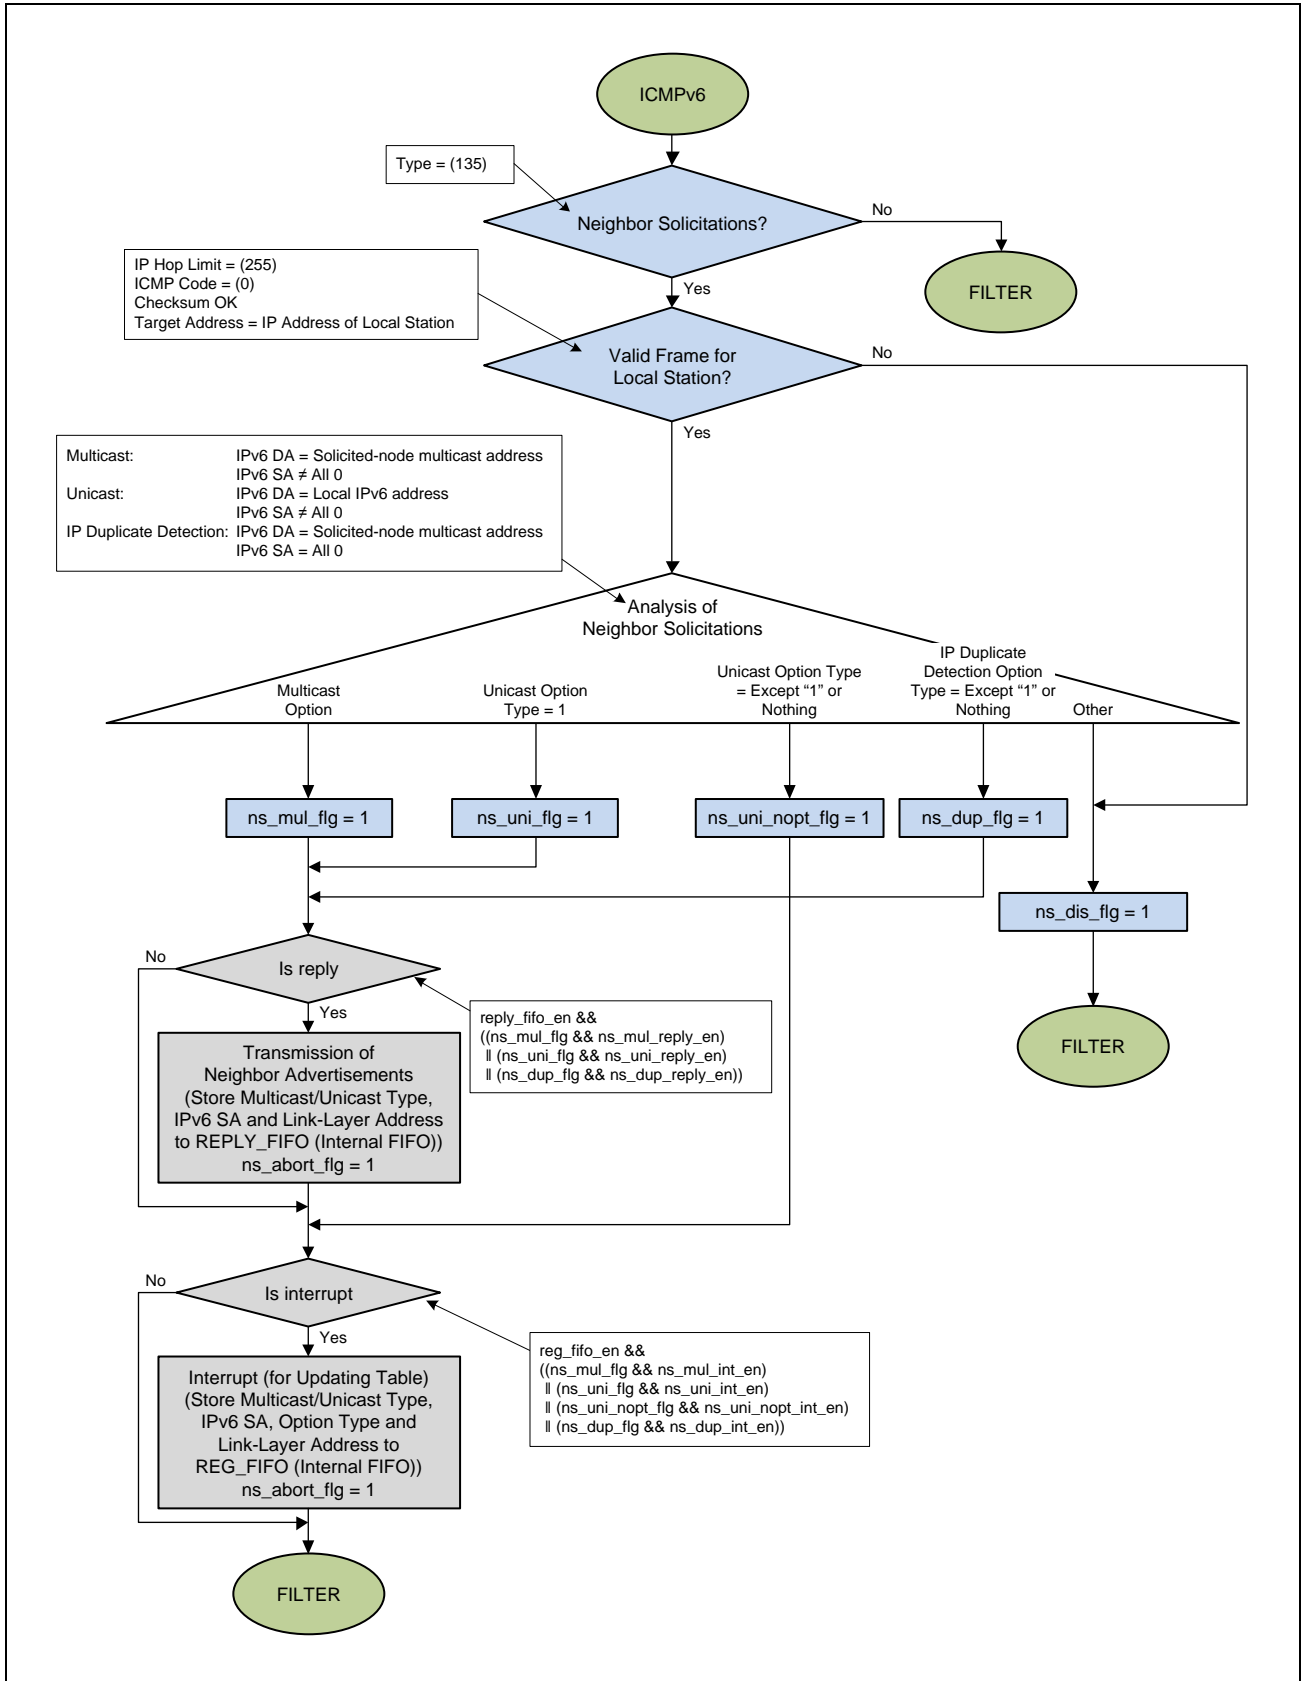 ICMPv6
Type = (135)
Neighbor Solicitations?
No
FILTER
Yes
IP Hop Limit = (255)
ICMP Code = (0)
Checksum OK
Target Address = IP Address of Local Station
Valid Frame for
Local Station?
No
Yes
Multicast: IPv6 DA = Solicited-node multicast address
IPv6 SA ≠ All 0
Unicast: IPv6 DA = Local IPv6 address
IPv6 SA ≠ All 0
IP Duplicate Detection: IPv6 DA = Solicited-node multicast address
IPv6 SA = All 0
Analysis of
Neighbor Solicitations
Multicast
Option
Unicast Option
Type = 1
Unicast Option Type
= Except “1” or
Nothing
IP Duplicate
Detection Option
Type = Except “1” or
Nothing
Other
ns_mul_flg = 1
ns_uni_flg = 1
ns_uni_nopt_flg = 1
ns_dup_flg = 1
ns_dis_flg = 1
FILTER
Is reply
No
Yes
reply_fifo_en &&
((ns_mul_flg && ns_mul_reply_en)
|| (ns_uni_flg && ns_uni_reply_en)
|| (ns_dup_flg && ns_dup_reply_en))
Transmission of
Neighbor Advertisements
(Store Multicast/Unicast Type,
IPv6 SA and Link-Layer Address
to REPLY_FIFO (Internal FIFO))
ns_abort_flg = 1
Is interrupt
No
Yes
reg_fifo_en &&
((ns_mul_flg && ns_mul_int_en)
|| (ns_uni_flg && ns_uni_int_en)
|| (ns_uni_nopt_flg && ns_uni_nopt_int_en)
|| (ns_dup_flg && ns_dup_int_en))
Interrupt (for Updating Table)
(Store Multicast/Unicast Type,
IPv6 SA, Option Type and
Link-Layer Address to
REG_FIFO (Internal FIFO))
ns_abort_flg = 1
FILTER